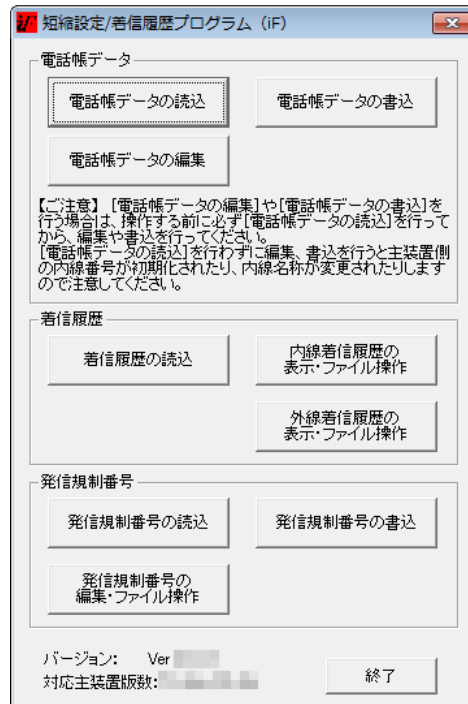 iF 短縮設定/着信履歴プログラム (iF)
電話帳データ
電話帳データの読込 電話帳データの書込
電話帳データの編集
【ご注意】 [電話帳データの編集]や[電話帳データの書込]を
行う場合は、操作する前に必ず[電話帳データの読込]を行って
から、編集や書込を行ってください。
[電話帳データの読込]を行わずに編集、書込を行うと主装置側
の内線番号が初期化されたり、内線名称が変更されたりします
ので注意してください。
着信履歴
着信履歴の読込 内線着信履歴の
表示・ファイル操作
外線着信履歴の
表示・ファイル操作
発信規制番号
発信規制番号の読込 発信規制番号の書込
発信規制番号の
編集・ファイル操作
バージョン: Ver
対応主装置版数:
終了